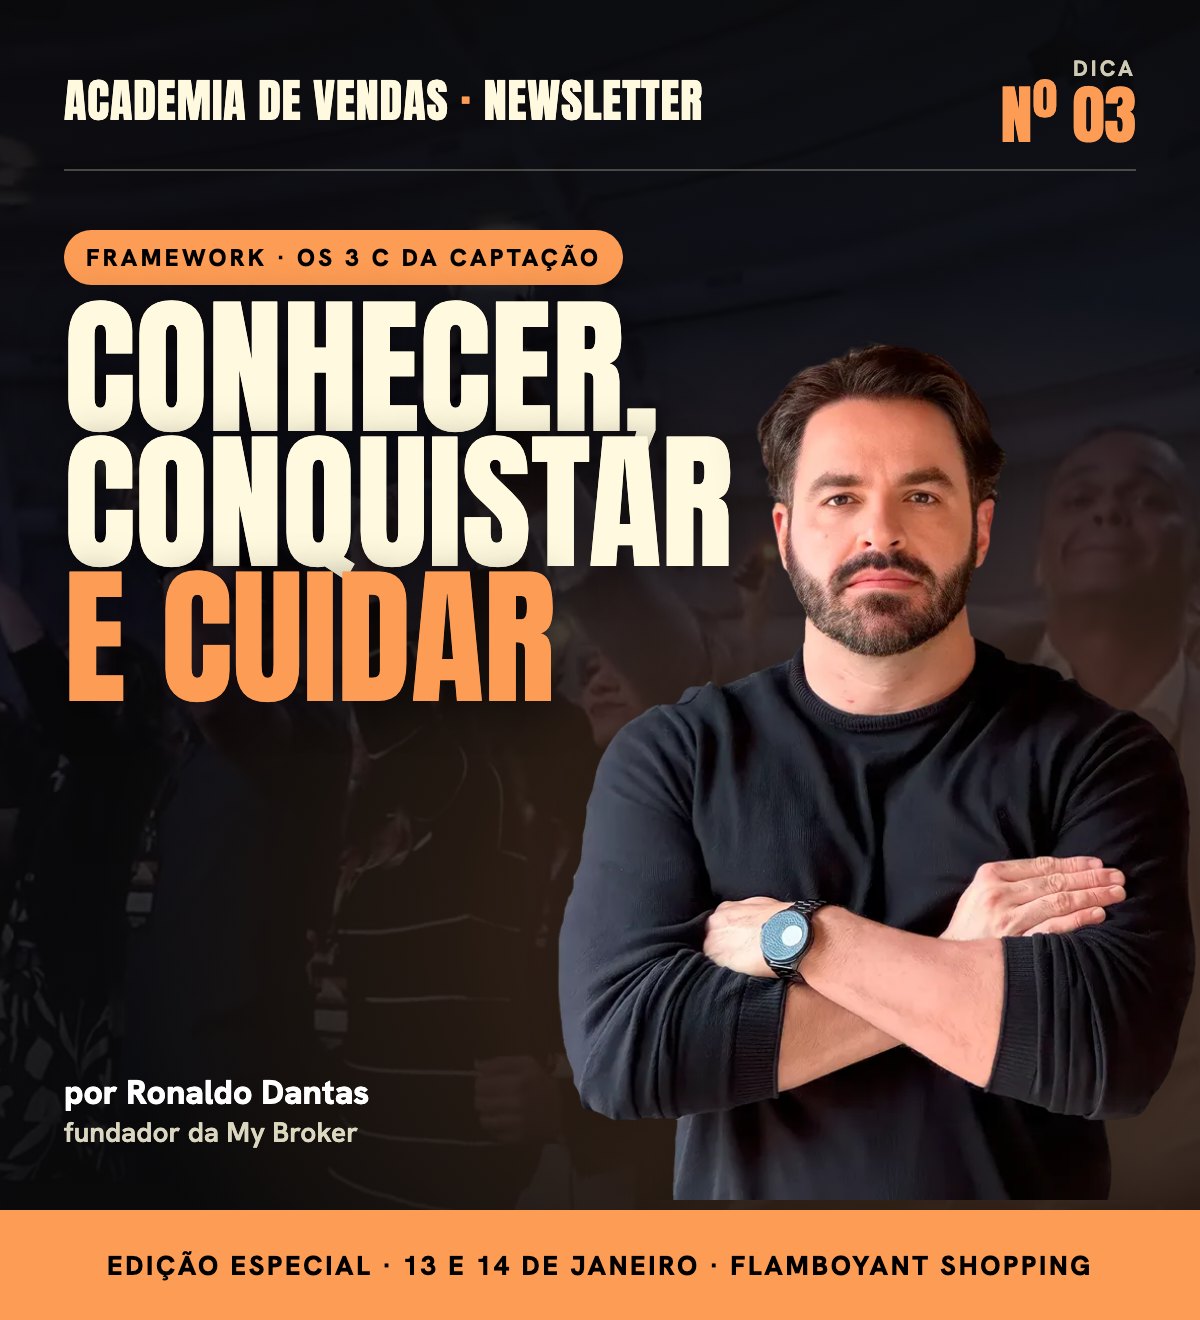 ACADEMIA DE VENDAS · NEWSLETTER
DICA
Nº 03
FRAMEWORK · OS 3 C DA CAPTAÇÃO
CONHECER,
CONQUISTAR
E CUIDAR
por Ronaldo Dantas
fundador da My Broker
EDIÇÃO ESPECIAL · 13 E 14 DE JANEIRO · FLAMBOYANT SHOPPING